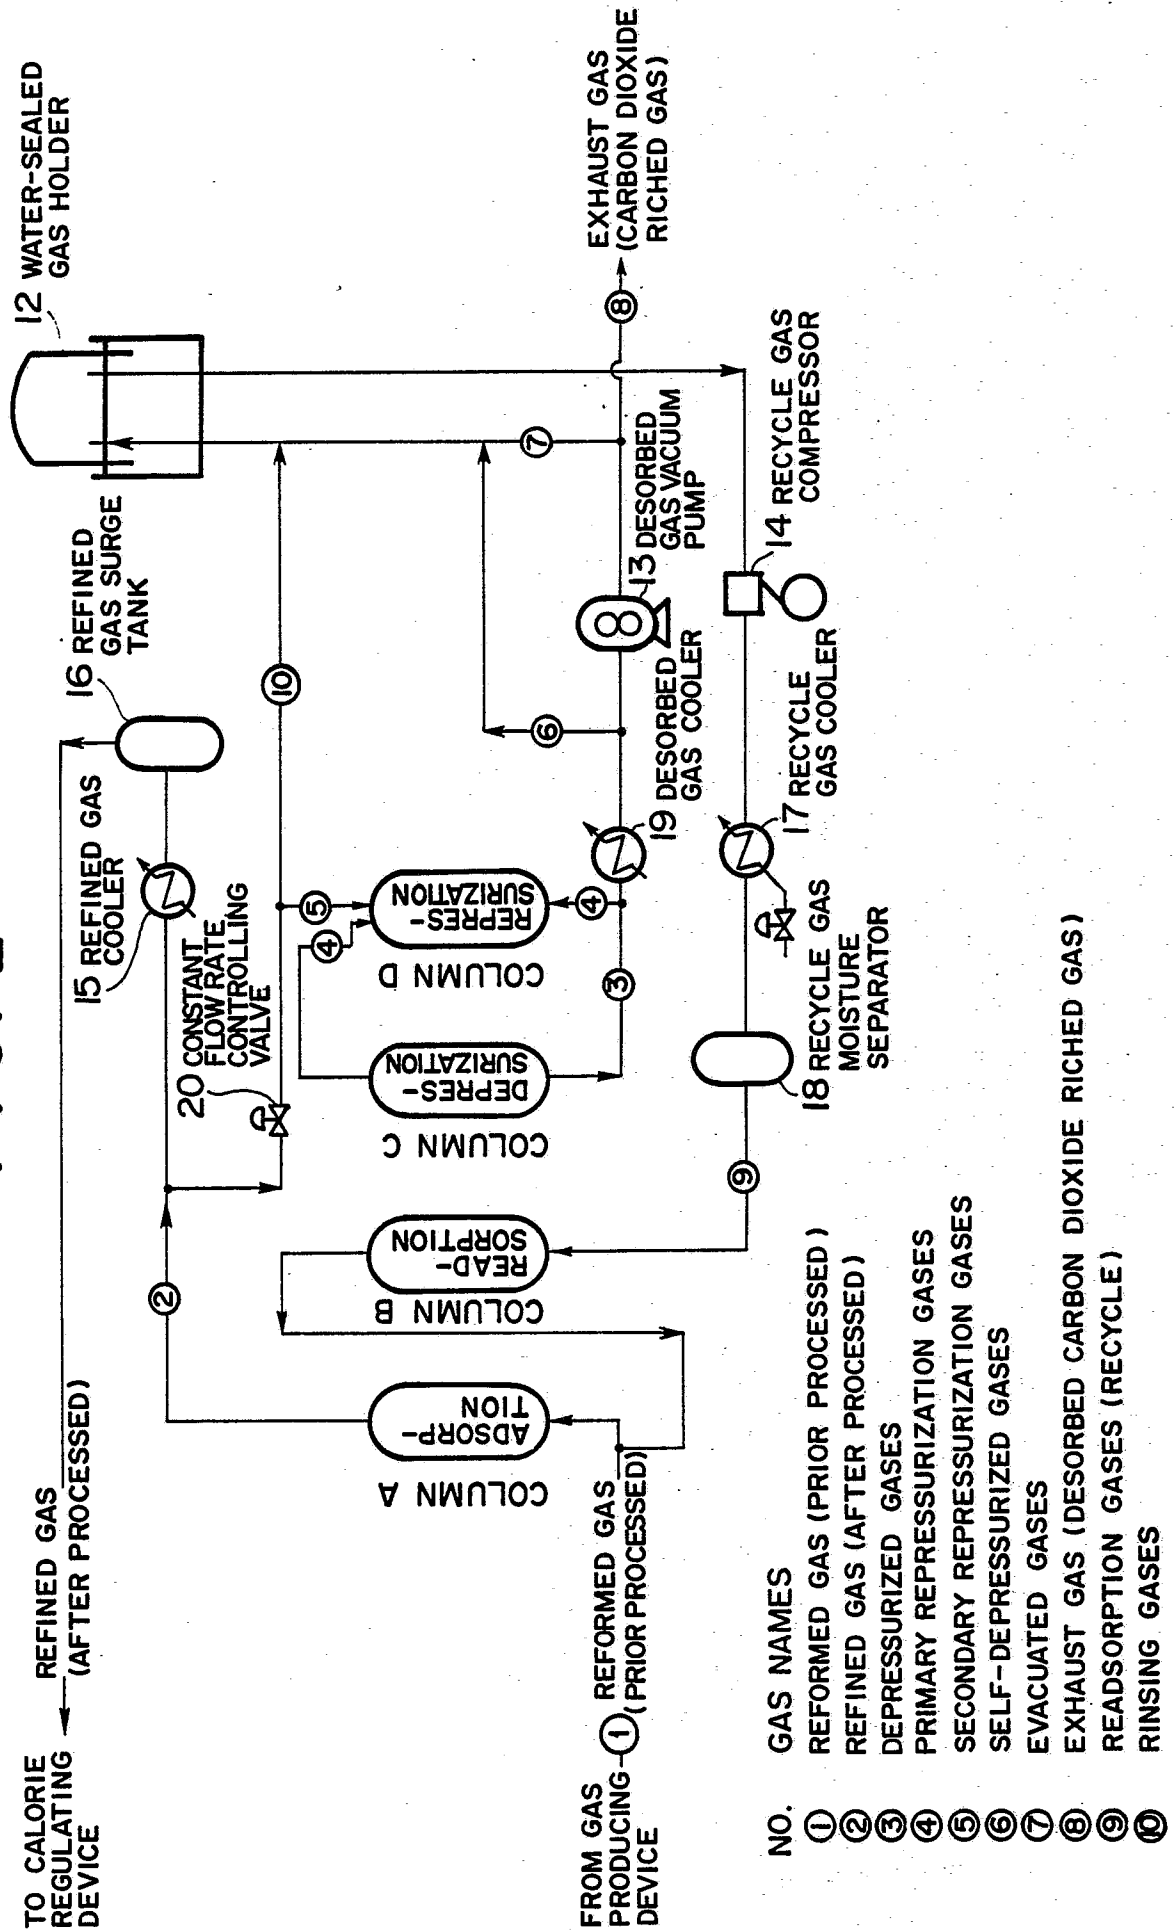 TO CALORIE
REGULATING
DEVICE
REFINED GAS
(AFTER PROCESSED)
16 REFINED
GAS SURGE
TANK
12 WATER-SEALED
GAS HOLDER
15 REFINED GAS
COOLER
20 CONSTANT
FLOW RATE
CONTROLLING
VALVE
②
⑩
COLUMN A
ADSORP-
TION
COLUMN B
READ-
SORPTION
COLUMN C
DEPRES-
SURIZATION
COLUMN D
REPRES-
SURIZATION
④
⑤
④
③
⑥
⑦
⑧
EXHAUST GAS
(CARBON DIOXIDE
RICHED GAS)
19 DESORBED
GAS COOLER
13 DESORBED
GAS VACUUM
PUMP
FROM GAS
PRODUCING
DEVICE
①
REFORMED GAS
(PRIOR PROCESSED)
⑨
18 RECYCLE GAS
MOISTURE
SEPARATOR
17 RECYCLE
GAS COOLER
14 RECYCLE GAS
COMPRESSOR
NO. GAS NAMES
① REFORMED GAS (PRIOR PROCESSED)
② REFINED GAS (AFTER PROCESSED)
③ DEPRESSURIZED GASES
④ PRIMARY REPRESSURIZATION GASES
⑤ SECONDARY REPRESSURIZATION GASES
⑥ SELF-DEPRESSURIZED GASES
⑦ EVACUATED GASES
⑧ EXHAUST GAS (DESORBED CARBON DIOXIDE RICHED GAS)
⑨ READSORPTION GASES (RECYCLE)
⑩ RINSING GASES